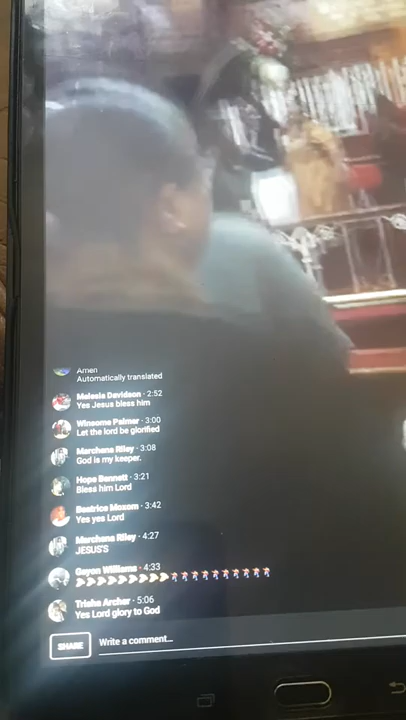 Amen
Automatically translated
Melesia Davidson · 2:52
Yes Jesus bless him
Winsome Palmer · 3:00
Let the lord be glorified
Marchena Riley · 3:08
God is my keeper.
Hope Bennett · 3:21
Bless him Lord
Beatrice Moxom · 3:42
Yes yes Lord
Marchena Riley · 4:27
JESUS'S
Gayon Williams · 4:33
Trisha Archer · 5:06
Yes Lord glory to God
SHARE
Write a comment...